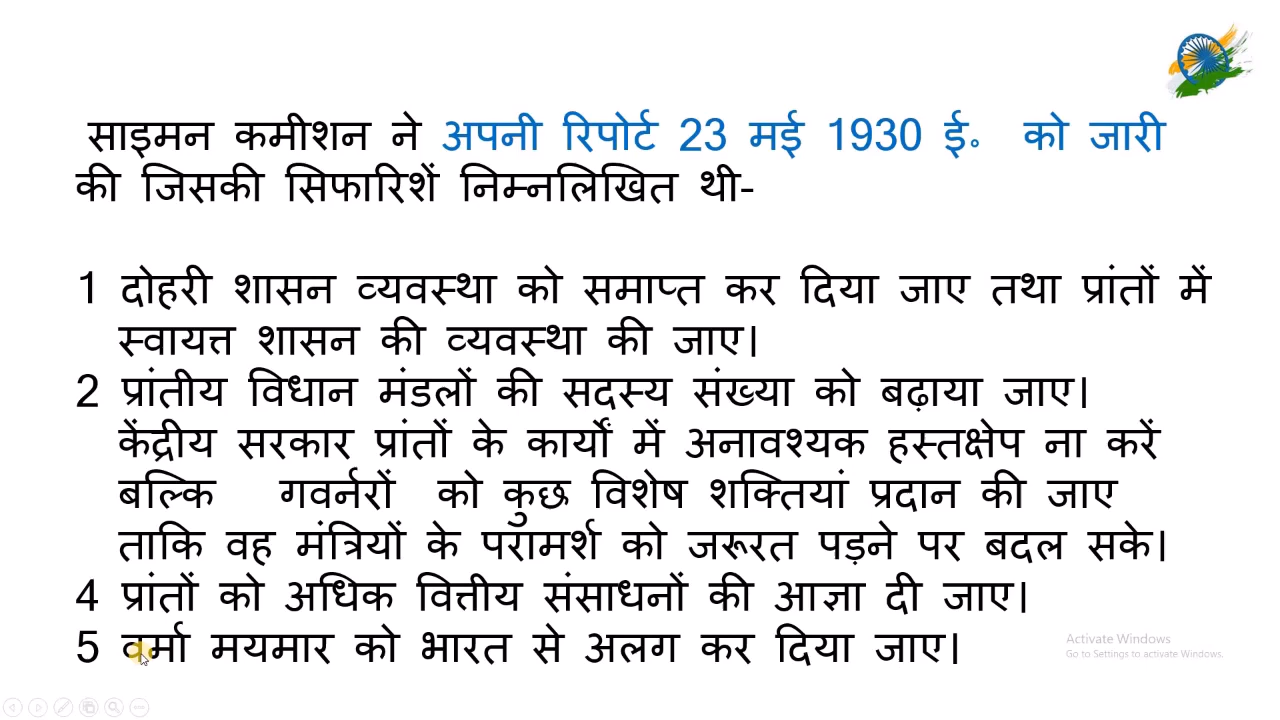 साइमन कमीशन ने अपनी रिपोर्ट 23 मई 1930 ई॰ को जारी
की जिसकी सिफारिशें निम्नलिखित थी-
1 दोहरी शासन व्यवस्था को समाप्त कर दिया जाए तथा प्रांतों में
स्वायत्त शासन की व्यवस्था की जाए।
2 प्रांतीय विधान मंडलों की सदस्य संख्या को बढ़ाया जाए।
केंद्रीय सरकार प्रांतों के कार्यों में अनावश्यक हस्तक्षेप ना करें
बल्कि गवर्नरों को कुछ विशेष शक्तियां प्रदान की जाए
ताकि वह मंत्रियों के परामर्श को जरूरत पड़ने पर बदल सके।
4 प्रांतों को अधिक वित्तीय संसाधनों की आज्ञा दी जाए।
5 वर्मा मयमार को भारत से अलग कर दिया जाए।
Activate Windows
Go to Settings to activate Windows.